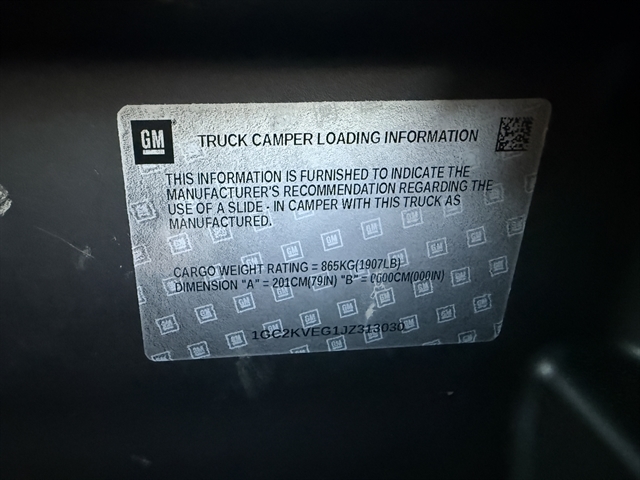 GM
TRUCK CAMPER LOADING INFORMATION
THIS INFORMATION IS FURNISHED TO INDICATE THE
MANUFACTURER'S RECOMMENDATION REGARDING THE
USE OF A SLIDE - IN CAMPER WITH THIS TRUCK AS
MANUFACTURED.
CARGO WEIGHT RATING = 865KG(1907LB)
DIMENSION "A" = 201CM(79IN) "B" = 0000CM(000IN)
1GC2KVEG1JZ313030